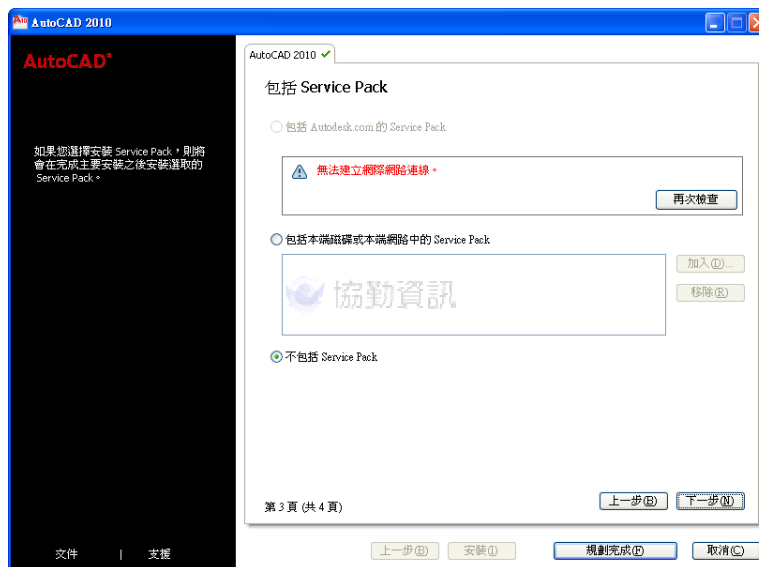 AutoCAD 2010
AutoCAD®
如果您選擇安裝 Service Pack，則將
會在完成主要安裝之後安裝選取的
Service Pack。
文件 | 支援
AutoCAD 2010
包括 Service Pack
包括 Autodesk.com 的 Service Pack
無法建立網際網路連線。
再次檢查
包括本端磁碟或本端網路中的 Service Pack
加入(D)...
移除(R)
協勤資訊
不包括 Service Pack
第 3 頁 (共 4 頁)
上一步(B)
下一步(N)
上一步(B)
安裝(I)
規劃完成(F)
取消(C)